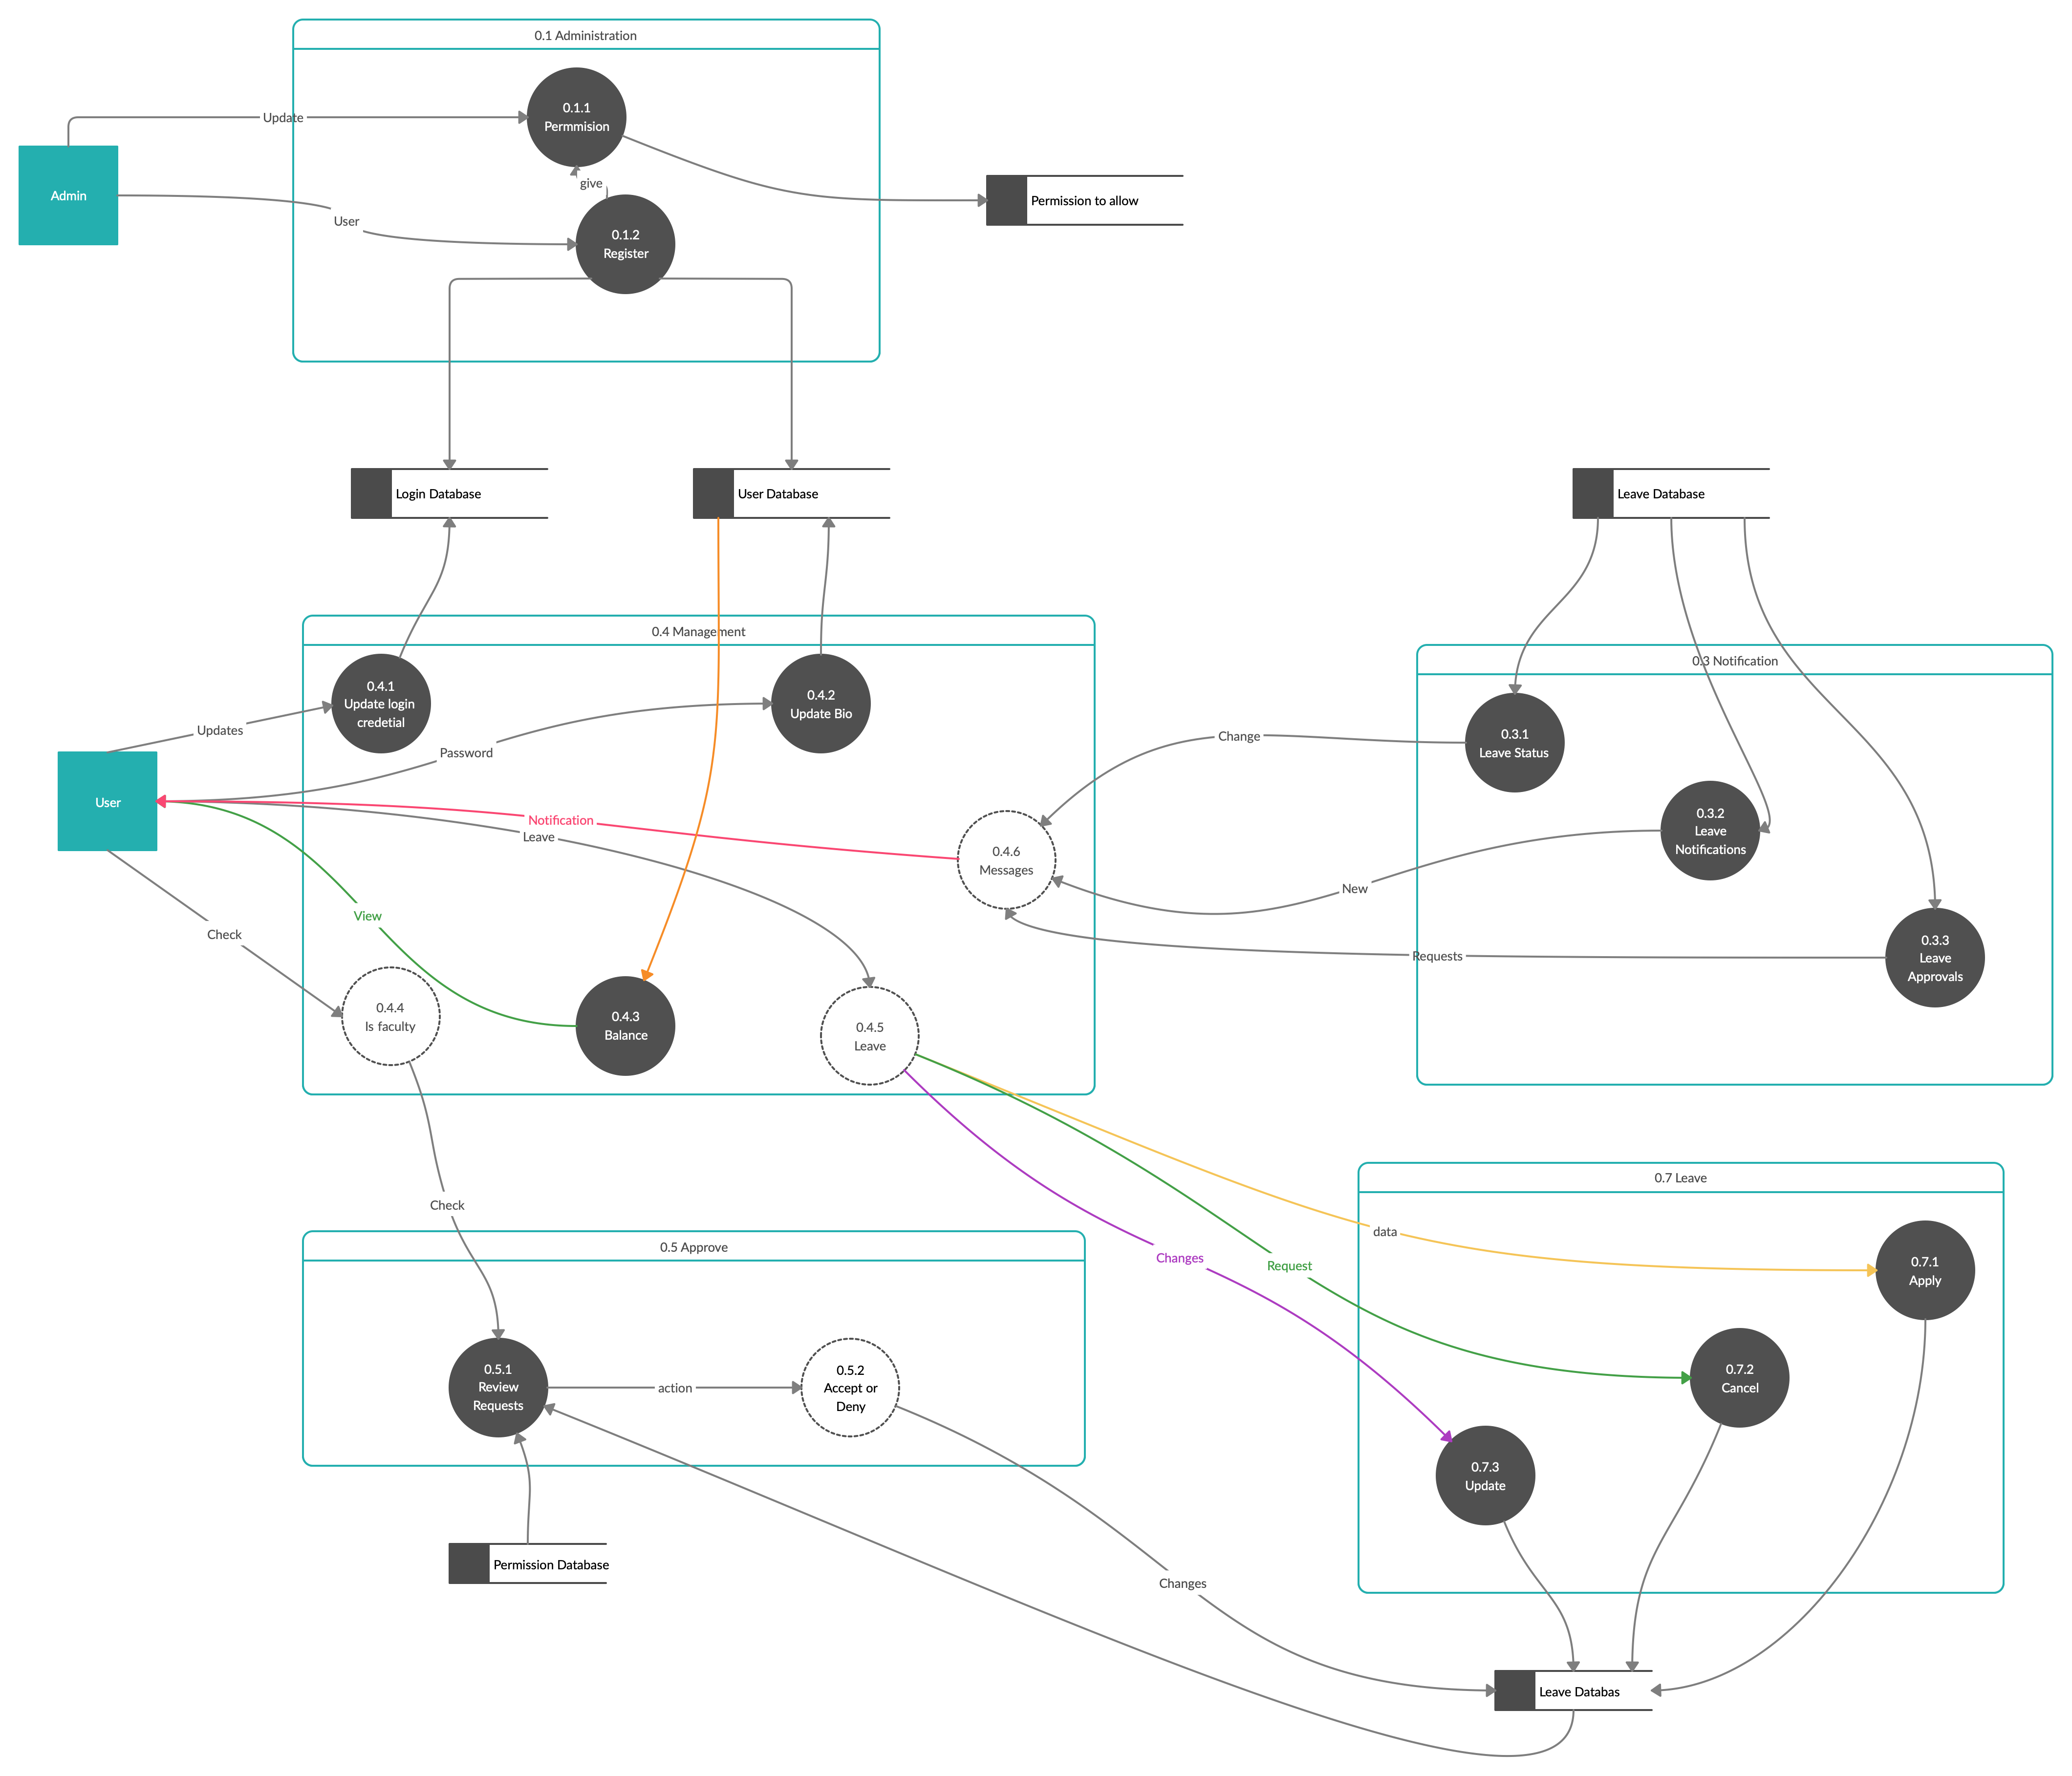 0.1 Administration
0.1.1
Permmision
Update
Admin
give
Permission to allow
User
0.1.2
Register
Login Database
User Database
Leave Database
0.4 Management
0.3 Notification
0.4.1
Update login
credetial
0.4.2
Update Bio
Updates
Password
Change
0.3.1
Leave Status
User
Notification
Leave
0.4.6
Messages
0.3.2
Leave
Notifications
New
View
Check
Requests
0.3.3
Leave
Approvals
0.4.4
Is faculty
0.4.3
Balance
0.4.5
Leave
0.7 Leave
Check
data
0.5 Approve
Changes
Request
0.7.1
Apply
0.5.1
Review
Requests
action
0.5.2
Accept or
Deny
0.7.2
Cancel
0.7.3
Update
Permission Database
Changes
Leave Databas